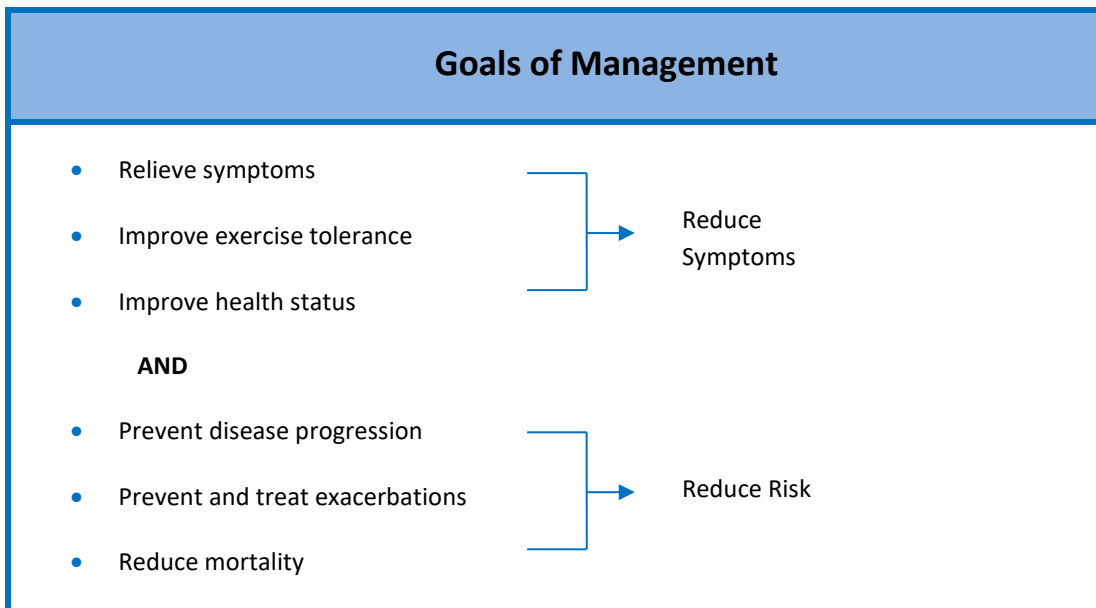 Goals of Management
• Relieve symptoms
• Improve exercise tolerance
• Improve health status
Reduce
Symptoms
AND
• Prevent disease progression
• Prevent and treat exacerbations
• Reduce mortality
Reduce Risk